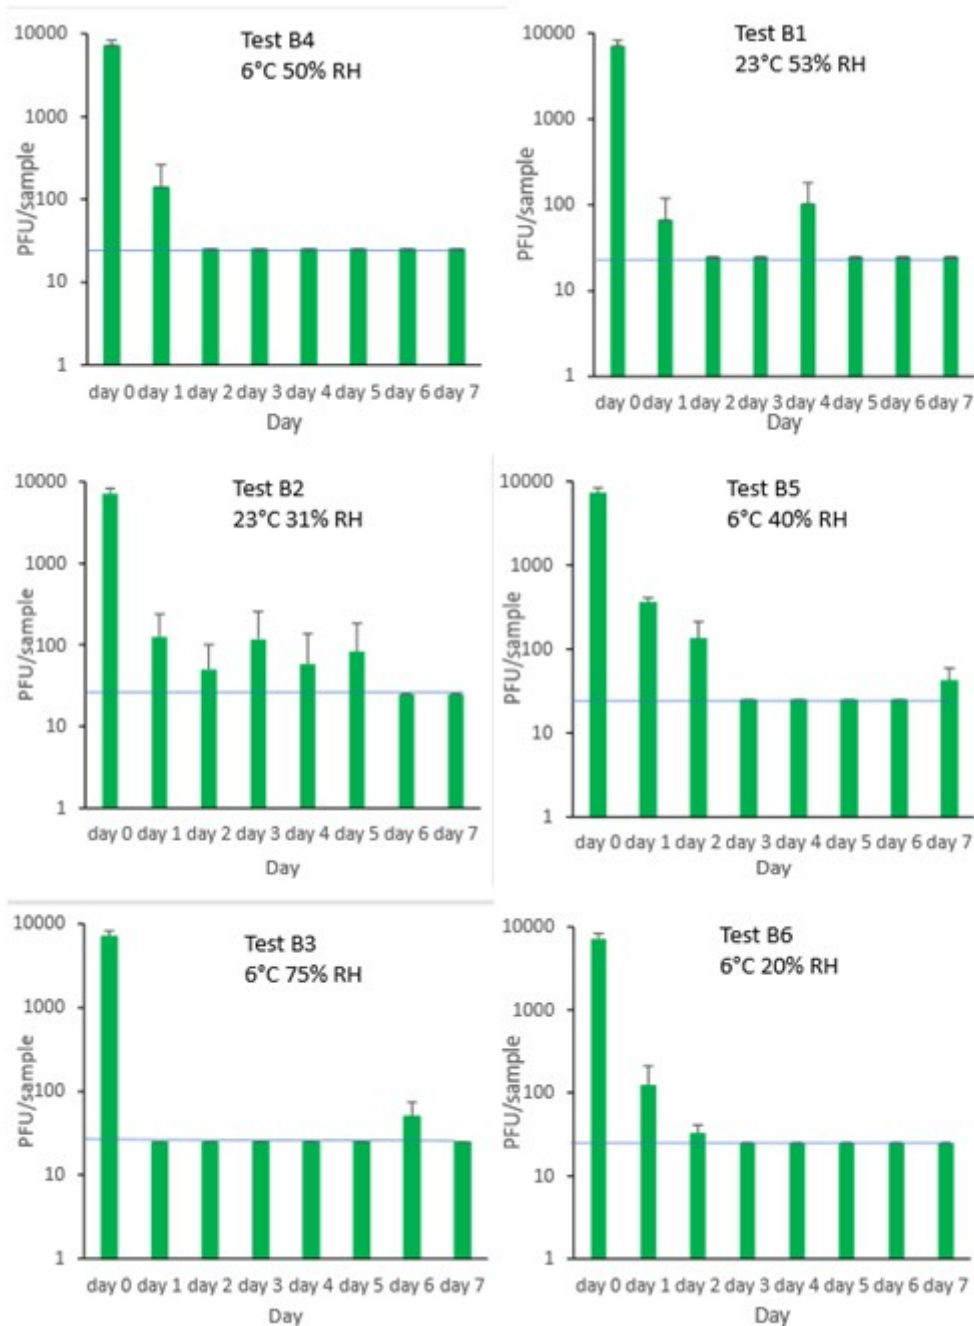 Test B4
6°C 50% RH
PFU/sample
10000
1000
100
10
1
day 0 day 1 day 2 day 3 day 4 day 5 day 6 day 7
Day
Test B1
23°C 53% RH
PFU/sample
10000
1000
100
10
1
day 0 day 1 day 2 day 3 day 4 day 5 day 6 day 7
Day
Test B2
23°C 31% RH
PFU/sample
10000
1000
100
10
1
day 0 day 1 day 2 day 3 day 4 day 5 day 6 day 7
Day
Test B5
6°C 40% RH
PFU/sample
10000
1000
100
10
1
day 0 day 1 day 2 day 3 day 4 day 5 day 6 day 7
Day
Test B3
6°C 75% RH
PFU/sample
10000
1000
100
10
1
day 0 day 1 day 2 day 3 day 4 day 5 day 6 day 7
Day
Test B6
6°C 20% RH
PFU/sample
10000
1000
100
10
1
day 0 day 1 day 2 day 3 day 4 day 5 day 6 day 7
Day